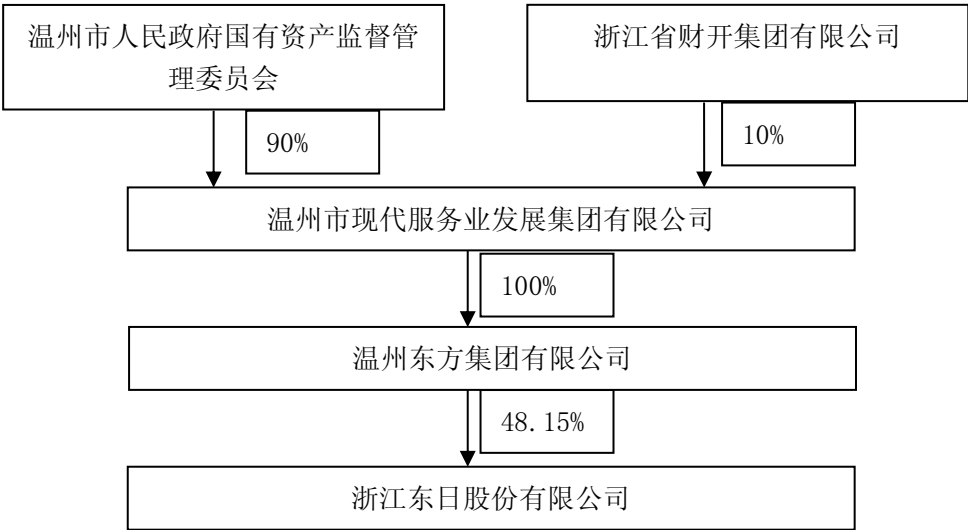 温州市人民政府国有资产监督管
理委员会
浙江省财开集团有限公司
90%
10%
温州市现代服务业发展集团有限公司
100%
温州东方集团有限公司
48.15%
浙江东日股份有限公司